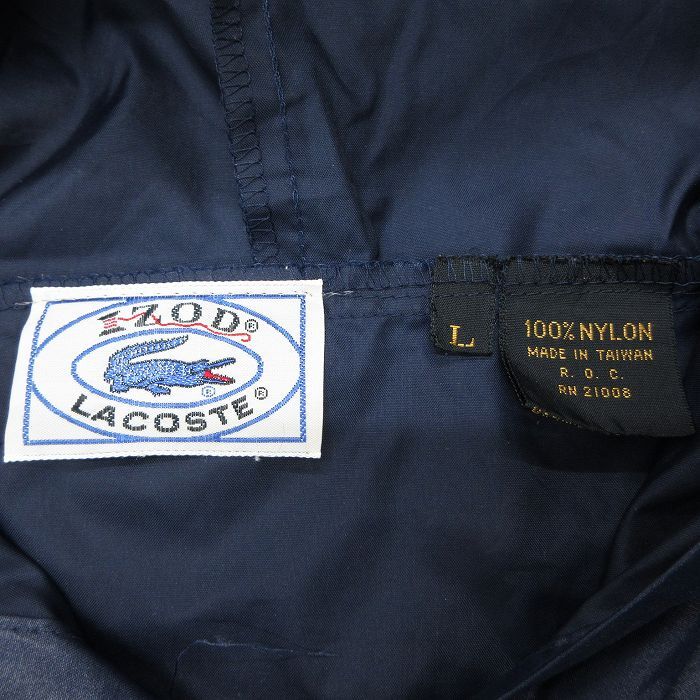 IZOD®
®
LACOSTE®
L
100% NYLON
MADE IN TAIWAN
R. O. C.
RN 21008